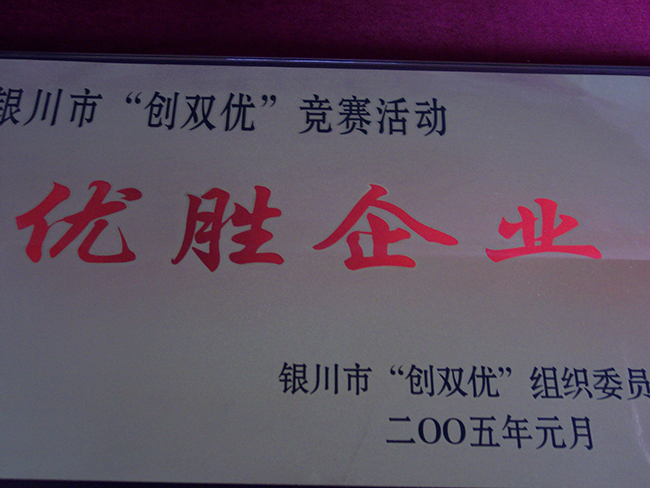 银川市“创双优”竞赛活动
优胜企业
银川市“创双优”组织委员
二OO五年元月